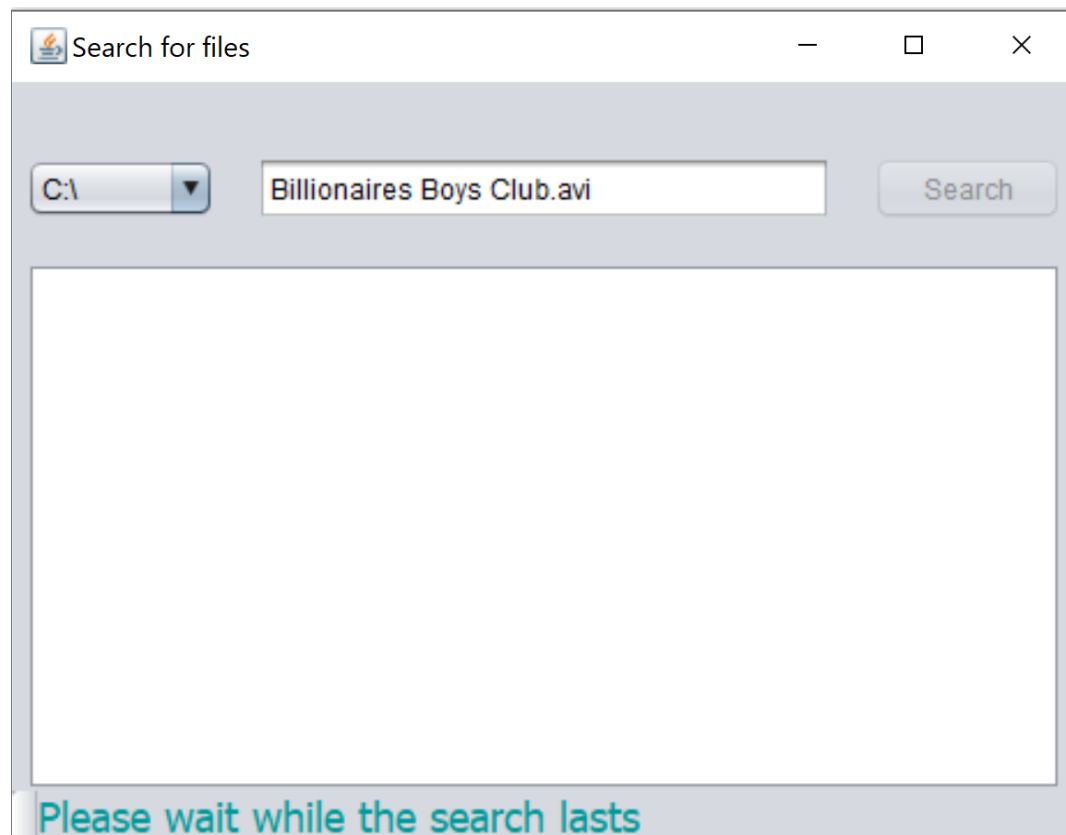 Search for files
C:\
Billionaires Boys Club.avi
Search
Please wait while the search lasts